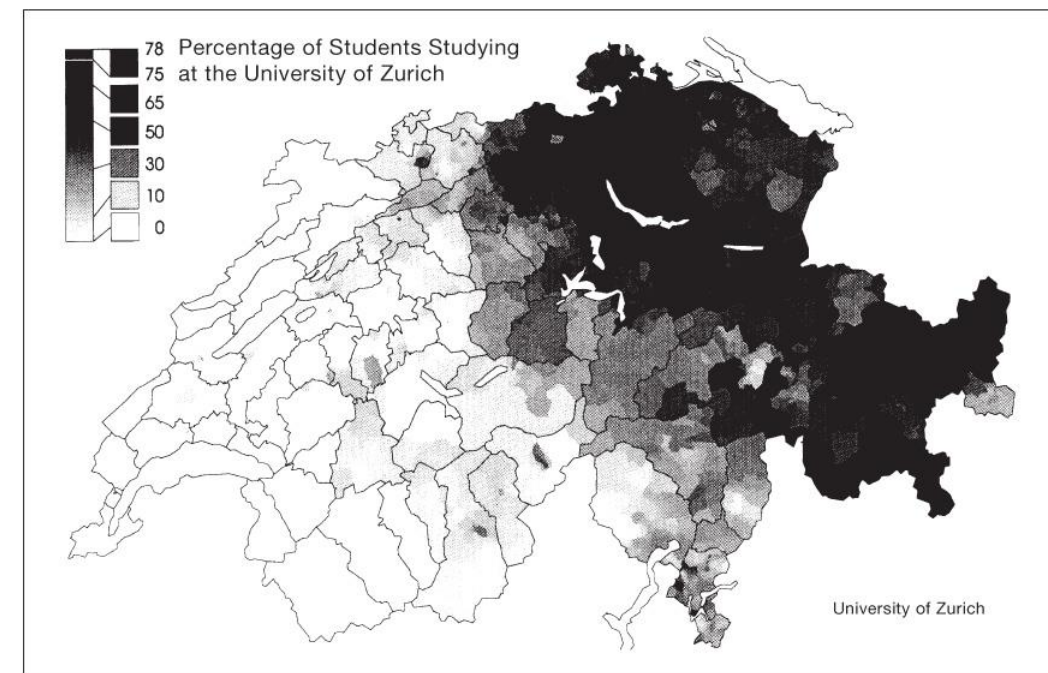 Percentage of Students Studying
at the University of Zurich
78
75
65
50
30
10
0
University of Zurich